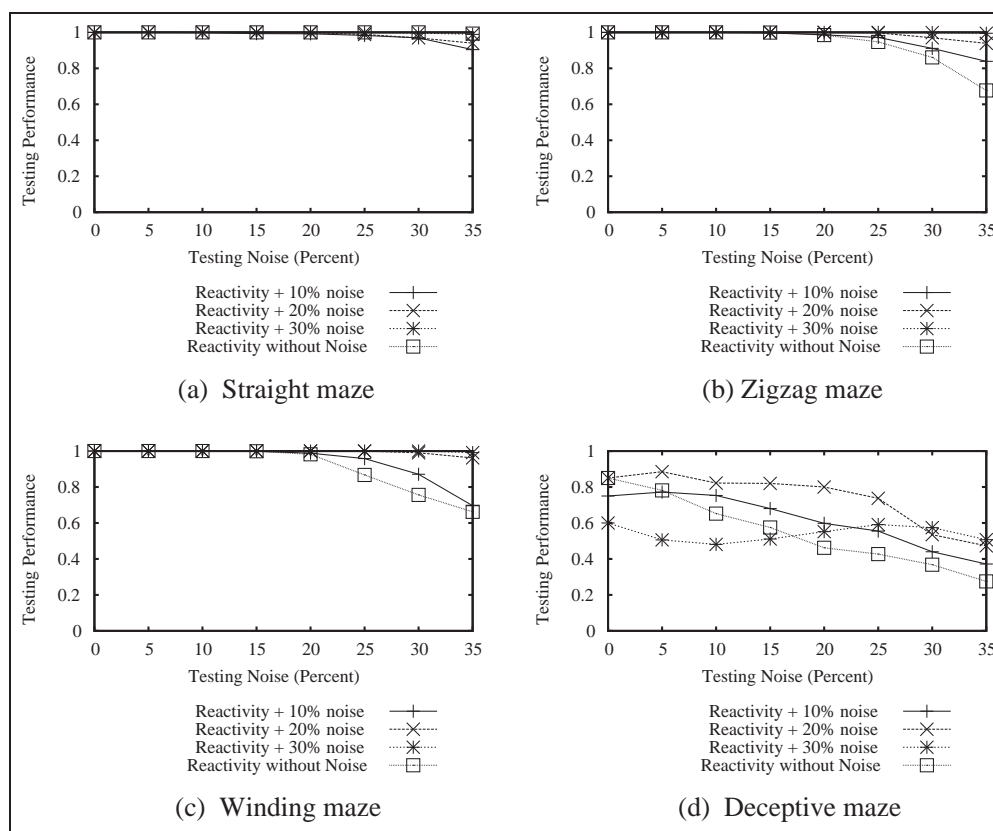 1
0.8
0.6
0.4
0.2
0
Testing Performance
0 5 10 15 20 25 30 35
Testing Noise (Percent)
Reactivity + 10% noise
Reactivity + 20% noise
Reactivity + 30% noise
Reactivity without Noise
(a) Straight maze
1
0.8
0.6
0.4
0.2
0
Testing Performance
0 5 10 15 20 25 30 35
Testing Noise (Percent)
Reactivity + 10% noise
Reactivity + 20% noise
Reactivity + 30% noise
Reactivity without Noise
(b) Zigzag maze
1
0.8
0.6
0.4
0.2
0
Testing Performance
0 5 10 15 20 25 30 35
Testing Noise (Percent)
Reactivity + 10% noise
Reactivity + 20% noise
Reactivity + 30% noise
Reactivity without Noise
(c) Winding maze
1
0.8
0.6
0.4
0.2
0
Testing Performance
0 5 10 15 20 25 30 35
Testing Noise (Percent)
Reactivity + 10% noise
Reactivity + 20% noise
Reactivity + 30% noise
Reactivity without Noise
(d) Deceptive maze